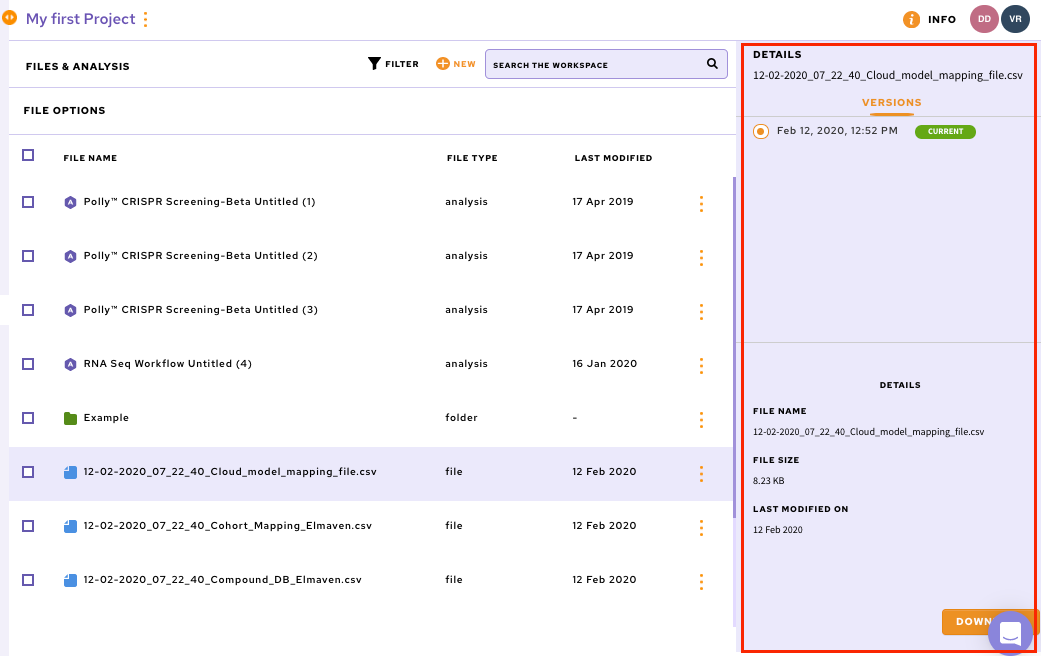 My first Project
INFO
DD
VR
FILES & ANALYSIS
FILTER
NEW
SEARCH THE WORKSPACE
FILE OPTIONS
FILE NAME FILE TYPE LAST MODIFIED
A Polly™ CRISPR Screening-Beta Untitled (1) analysis 17 Apr 2019
A Polly™ CRISPR Screening-Beta Untitled (2) analysis 17 Apr 2019
A Polly™ CRISPR Screening-Beta Untitled (3) analysis 17 Apr 2019
A RNA Seq Workflow Untitled (4) analysis 16 Jan 2020
Example folder -
12-02-2020_07_22_40_Cloud_model_mapping_file.csv file 12 Feb 2020
12-02-2020_07_22_40_Cohort_Mapping_Elmaven.csv file 12 Feb 2020
12-02-2020_07_22_40_Compound_DB_Elmaven.csv file 12 Feb 2020
DETAILS
12-02-2020_07_22_40_Cloud_model_mapping_file.csv
VERSIONS
Feb 12, 2020, 12:52 PM CURRENT
DETAILS
FILE NAME
12-02-2020_07_22_40_Cloud_model_mapping_file.csv
FILE SIZE
8.23 KB
LAST MODIFIED ON
12 Feb 2020
DOWN